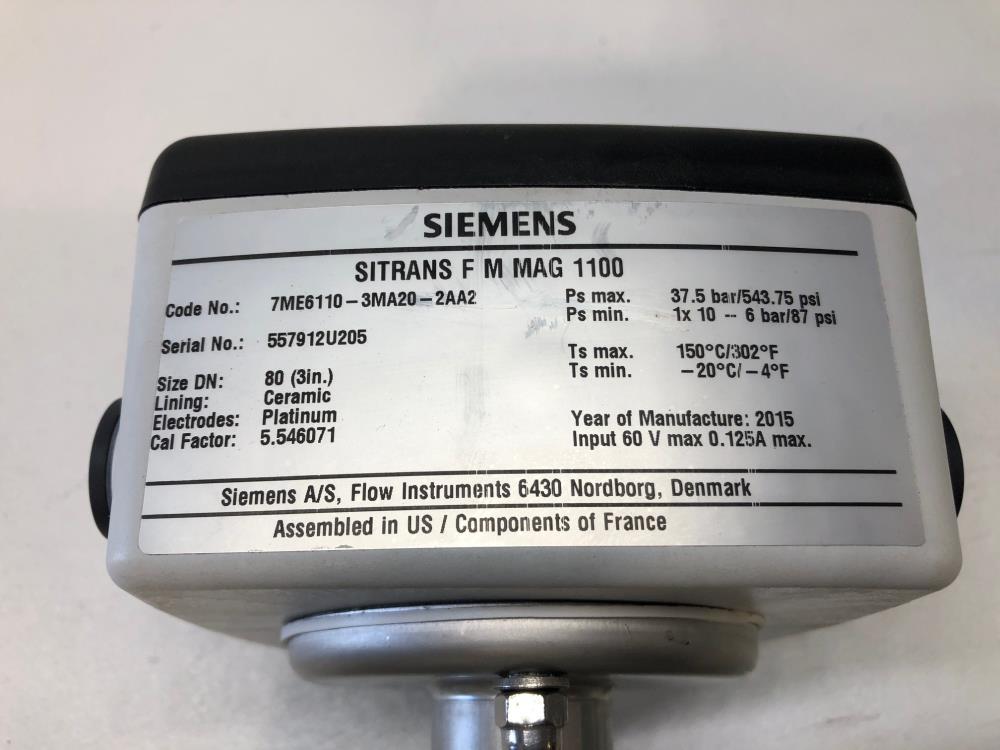 SIEMENS
SITRANS F M MAG 1100
Code No.: 7ME6110-3MA20-2AA2 Ps max. 37.5 bar/543.75 psi
Ps min. 1x 10 -- 6 bar/87 psi
Serial No.: 557912U205
Ts max. 150°C/302°F
Ts min. -20°C/-4°F
Size DN: 80 (3in.)
Lining: Ceramic
Electrodes: Platinum Year of Manufacture: 2015
Cal Factor: 5.546071 Input 60 V max 0.125A max.
Siemens A/S, Flow Instruments 6430 Nordborg, Denmark
Assembled in US / Components of France